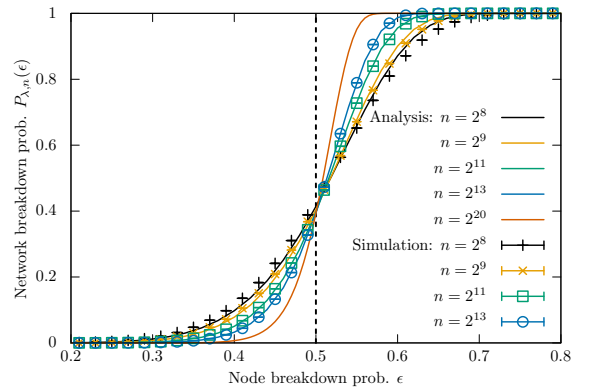 1
0.8
0.6
0.4
0.2
0
0.2
0.3
0.4
0.5
0.6
0.7
0.8
Network breakdown prob. P_{λ,n}(ϵ)
Node breakdown prob. ϵ
Analysis: n = 2^8
n = 2^9
n = 2^{11}
n = 2^{13}
n = 2^{20}
Simulation: n = 2^8
n = 2^9
n = 2^{11}
n = 2^{13}